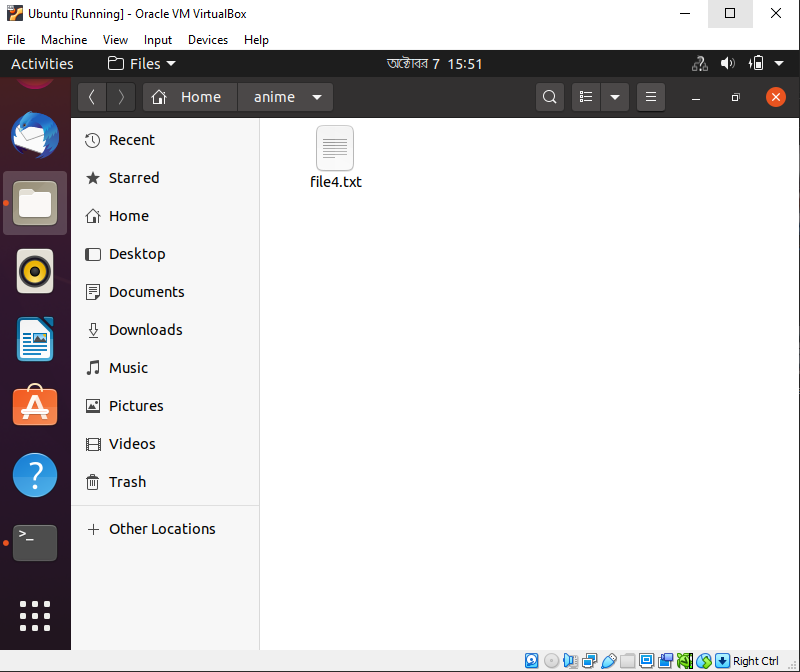 Ubuntu [Running] - Oracle VM VirtualBox
File Machine View Input Devices Help
Activities Files অক্টোবর 7 15:51
Home anime
Recent
Starred
Home
Desktop
Documents
Downloads
Music
Pictures
Videos
Trash
Other Locations
file4.txt
Right Ctrl